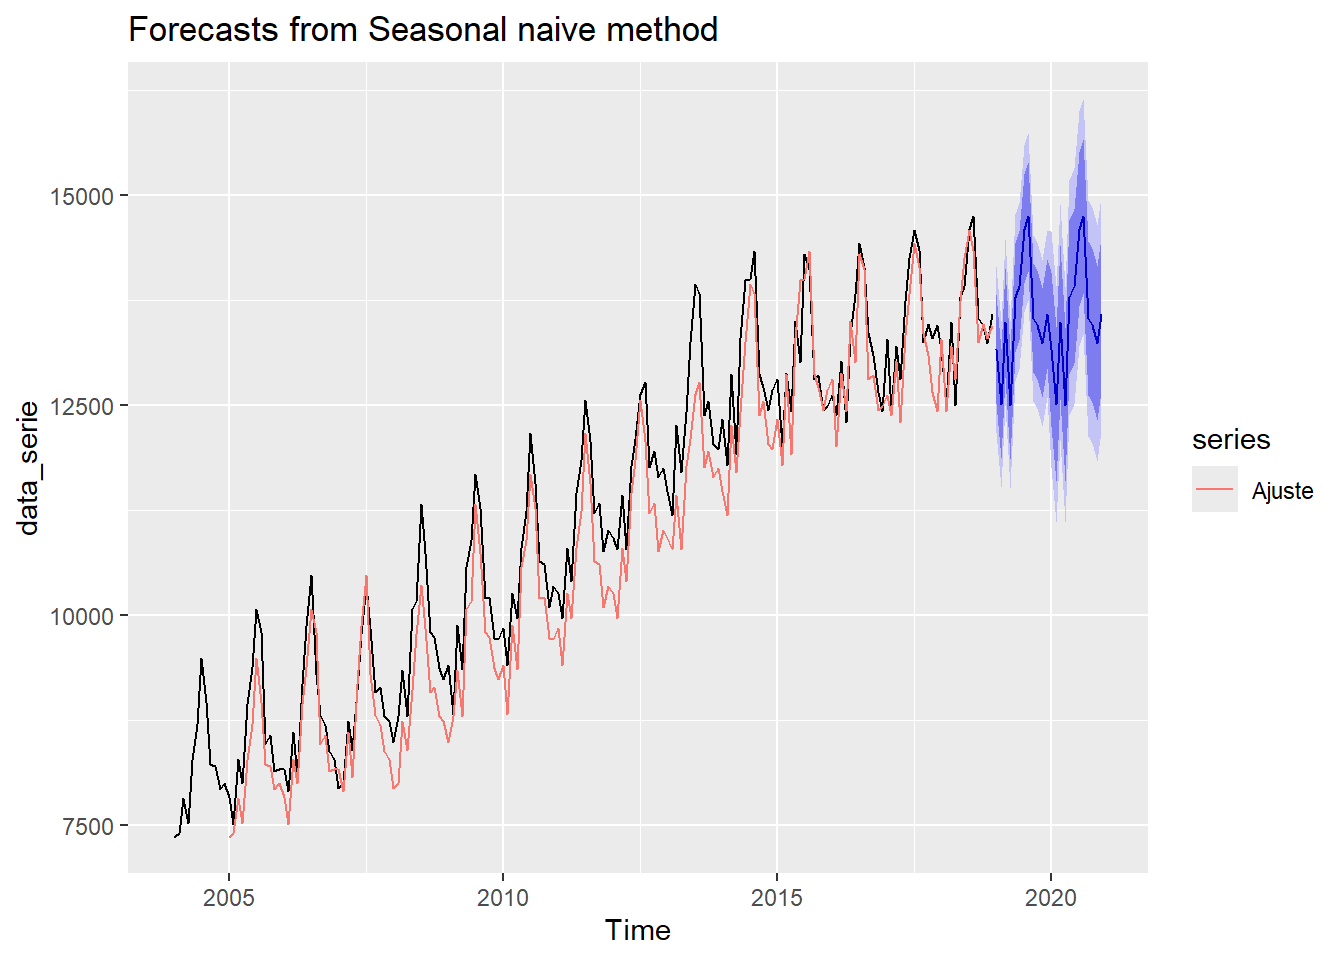 Forecasts from Seasonal naive method
15000
12500
10000
7500
data_serie
2005 2010 2015 2020
Time
series
Ajuste